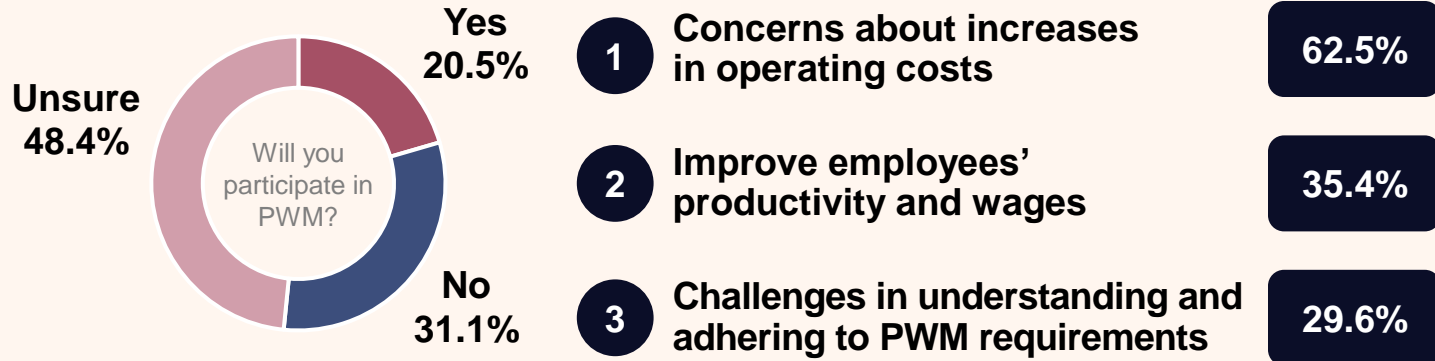 Yes
20.5%
Unsure
48.4%
Will you
participate in
PWM?
No
31.1%
1
Concerns about increases
in operating costs
62.5%
2
Improve employees’
productivity and wages
35.4%
3
Challenges in understanding and
adhering to PWM requirements
29.6%